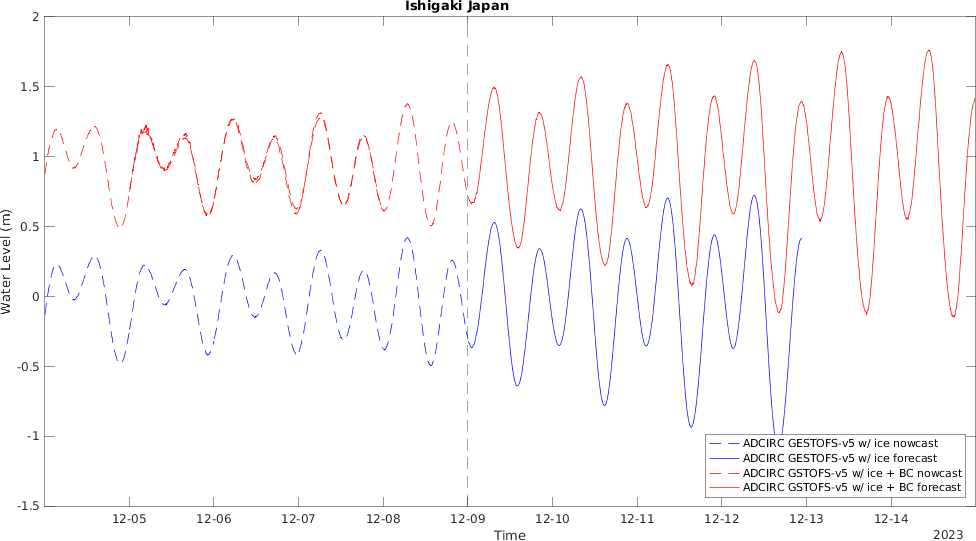 Ishigaki Japan
2
1.5
1
0.5
0
-0.5
-1
-1.5
Water Level (m)
ADCIRC GESTOFS-v5 w/ ice nowcast
ADCIRC GESTOFS-v5 w/ ice forecast
ADCIRC GSTOFS-v5 w/ ice + BC nowcast
ADCIRC GSTOFS-v5 w/ ice + BC forecast
12-05 12-06 12-07 12-08 12-09 12-10 12-11 12-12 12-13 12-14
Time
2023